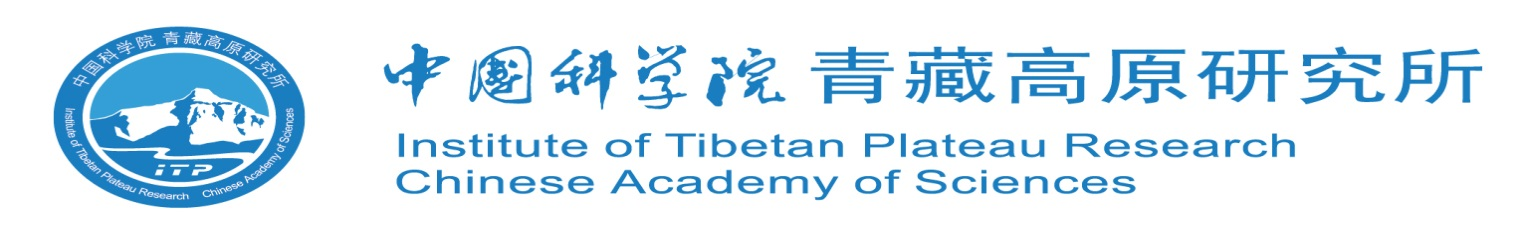 中国科学院 青藏高原研究所
Institute of Tibetan Plateau Research Chinese Academy of Sciences
iTP
中国科学院 青藏高原研究所
Institute of Tibetan Plateau Research
Chinese Academy of Sciences